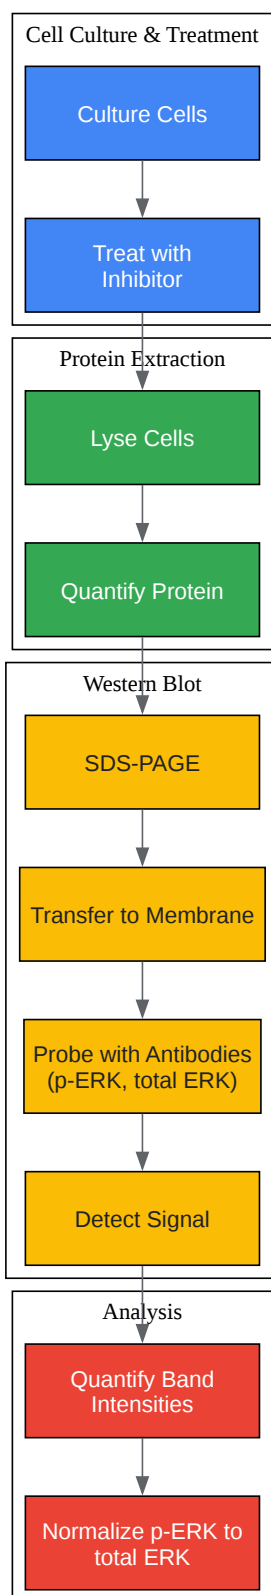 Cell Culture & Treatment
Culture Cells
Treat with
Inhibitor
Protein Extraction
Lyse Cells
Quantify Protein
Western Blot
SDS-PAGE
Transfer to Membrane
Probe with Antibodies
(p-ERK, total ERK)
Detect Signal
Analysis
Quantify Band
Intensities
Normalize p-ERK to
total ERK